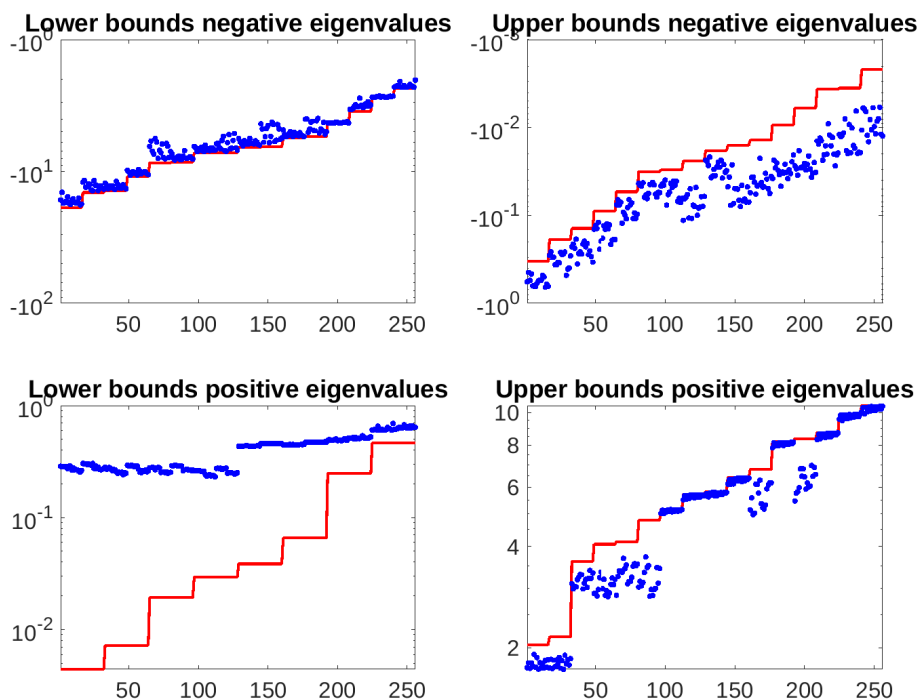 Lower bounds negative eigenvalues
-10^0
-10^1
-10^2
50 100 150 200 250
Upper bounds negative eigenvalues
-10^-3
-10^-2
-10^-1
-10^0
50 100 150 200 250
Lower bounds positive eigenvalues
10^0
10^-1
10^-2
50 100 150 200 250
Upper bounds positive eigenvalues
10
8
6
4
2
50 100 150 200 250